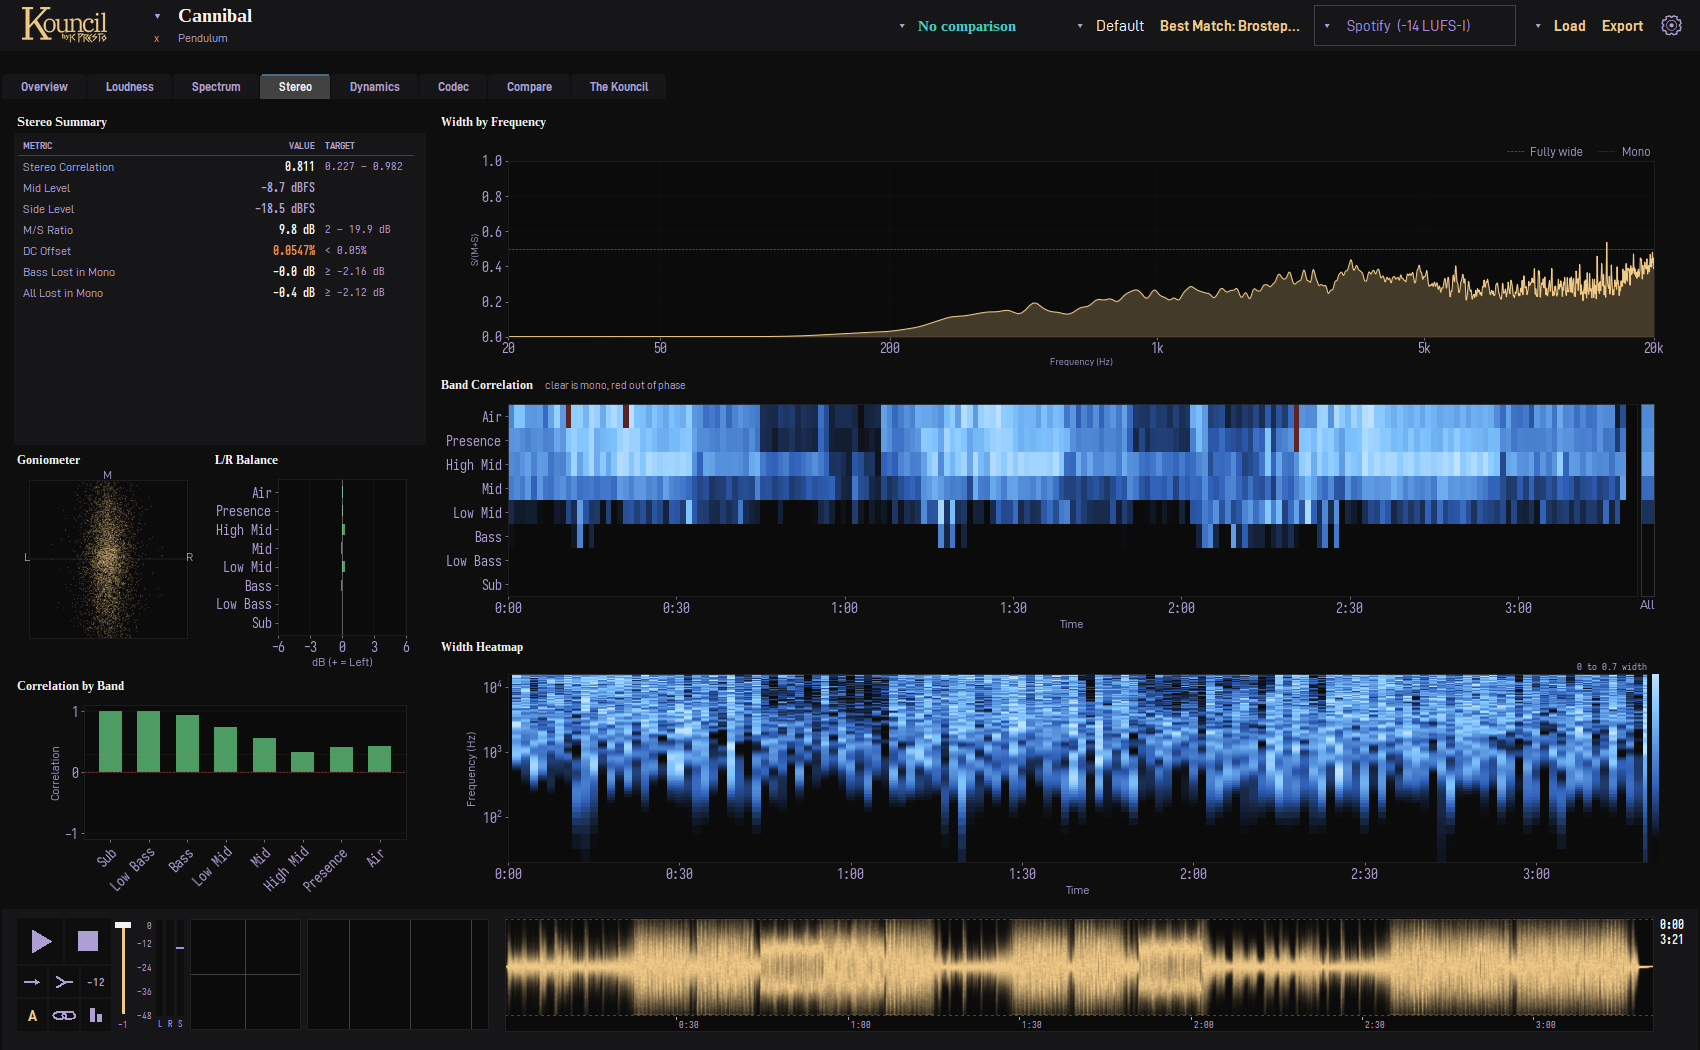 Kouncil
by K PRESTO
Cannibal
x Pendulum
No comparison
Default
Best Match: Brostep...
Spotify (-14 LUFS-I)
Load
Export
Overview Loudness Spectrum Stereo Dynamics Codec Compare The Kouncil
Stereo Summary
METRIC VALUE TARGET
Stereo Correlation 0.811 0.227 – 0.982
Mid Level -8.7 dBFS
Side Level -18.5 dBFS
M/S Ratio 9.8 dB 2 – 19.9 dB
DC Offset 0.0547% < 0.05%
Bass Lost in Mono -0.0 dB ≥ -2.16 dB
All Lost in Mono -0.4 dB ≥ -2.12 dB
Goniometer
M
L
R
L/R Balance
Air
Presence
High Mid
Mid
Low Mid
Bass
Low Bass
Sub
-6 -3 0 3 6
dB (+ = Left)
Correlation by Band
Correlation
1
0
-1
Sub Low Bass Bass Low Mid Mid High Mid Presence Air
Width by Frequency
Fully wide Mono
S/(M+S)
1.0
0.8
0.6
0.4
0.2
0.0
20 50 200 1k 5k 20k
Frequency (Hz)
Band Correlation clear is mono, red out of phase
Air
Presence
High Mid
Mid
Low Mid
Bass
Low Bass
Sub
0:00 0:30 1:00 1:30 2:00 2:30 3:00 All
Time
Width Heatmap
0 to 0.7 width
Frequency (Hz)
10⁴
10³
10²
0:00 0:30 1:00 1:30 2:00 2:30 3:00
Time
-12
A
0
-12
-24
-36
-48
-1
L R S
0:30 1:00 1:30 2:00 2:30 3:00
0:00
3:21